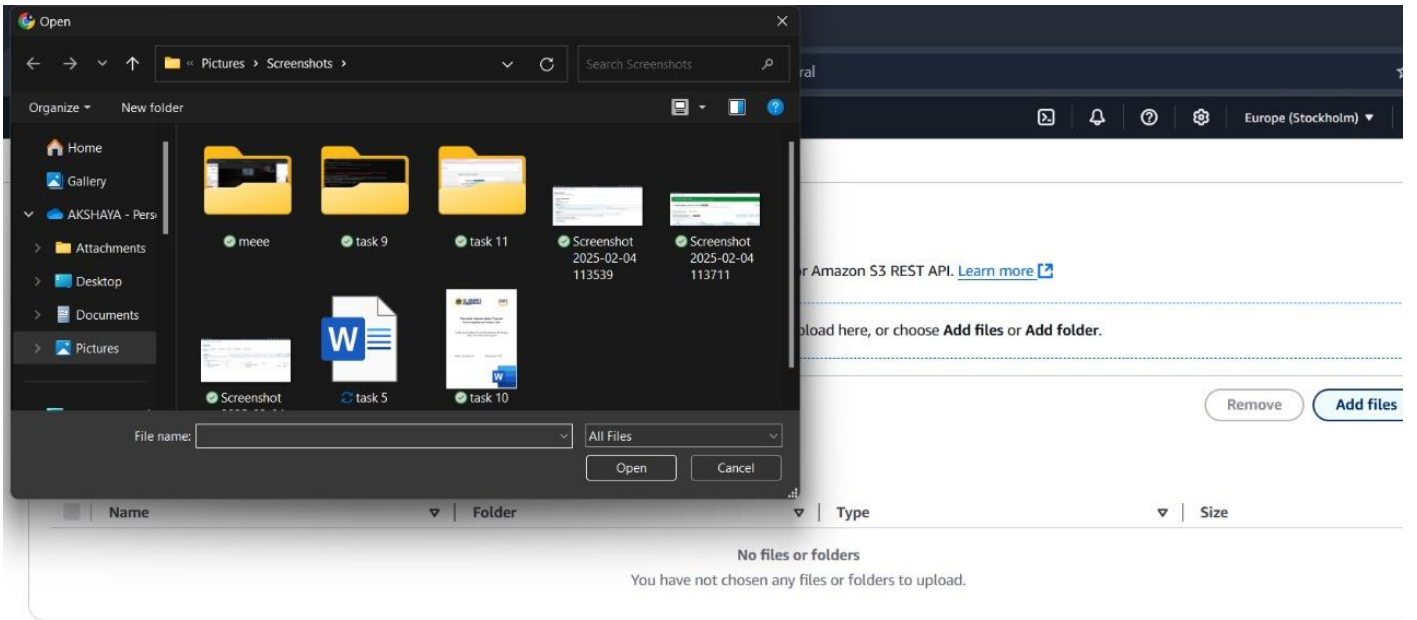 Open
« Pictures > Screenshots >
Search Screenshots
ral
Organize
New folder
Europe (Stockholm)
Home
Gallery
AKSHAYA - Pers
Attachments
Desktop
Documents
Pictures
meee
task 9
task 11
Screenshot
2025-02-04
113539
Screenshot
2025-02-04
113711
Screenshot
task 5
task 10
r Amazon S3 REST API. Learn more
pload here, or choose Add files or Add folder.
Remove
Add files
File name:
All Files
Open
Cancel
Name
Folder
Type
Size
No files or folders
You have not chosen any files or folders to upload.